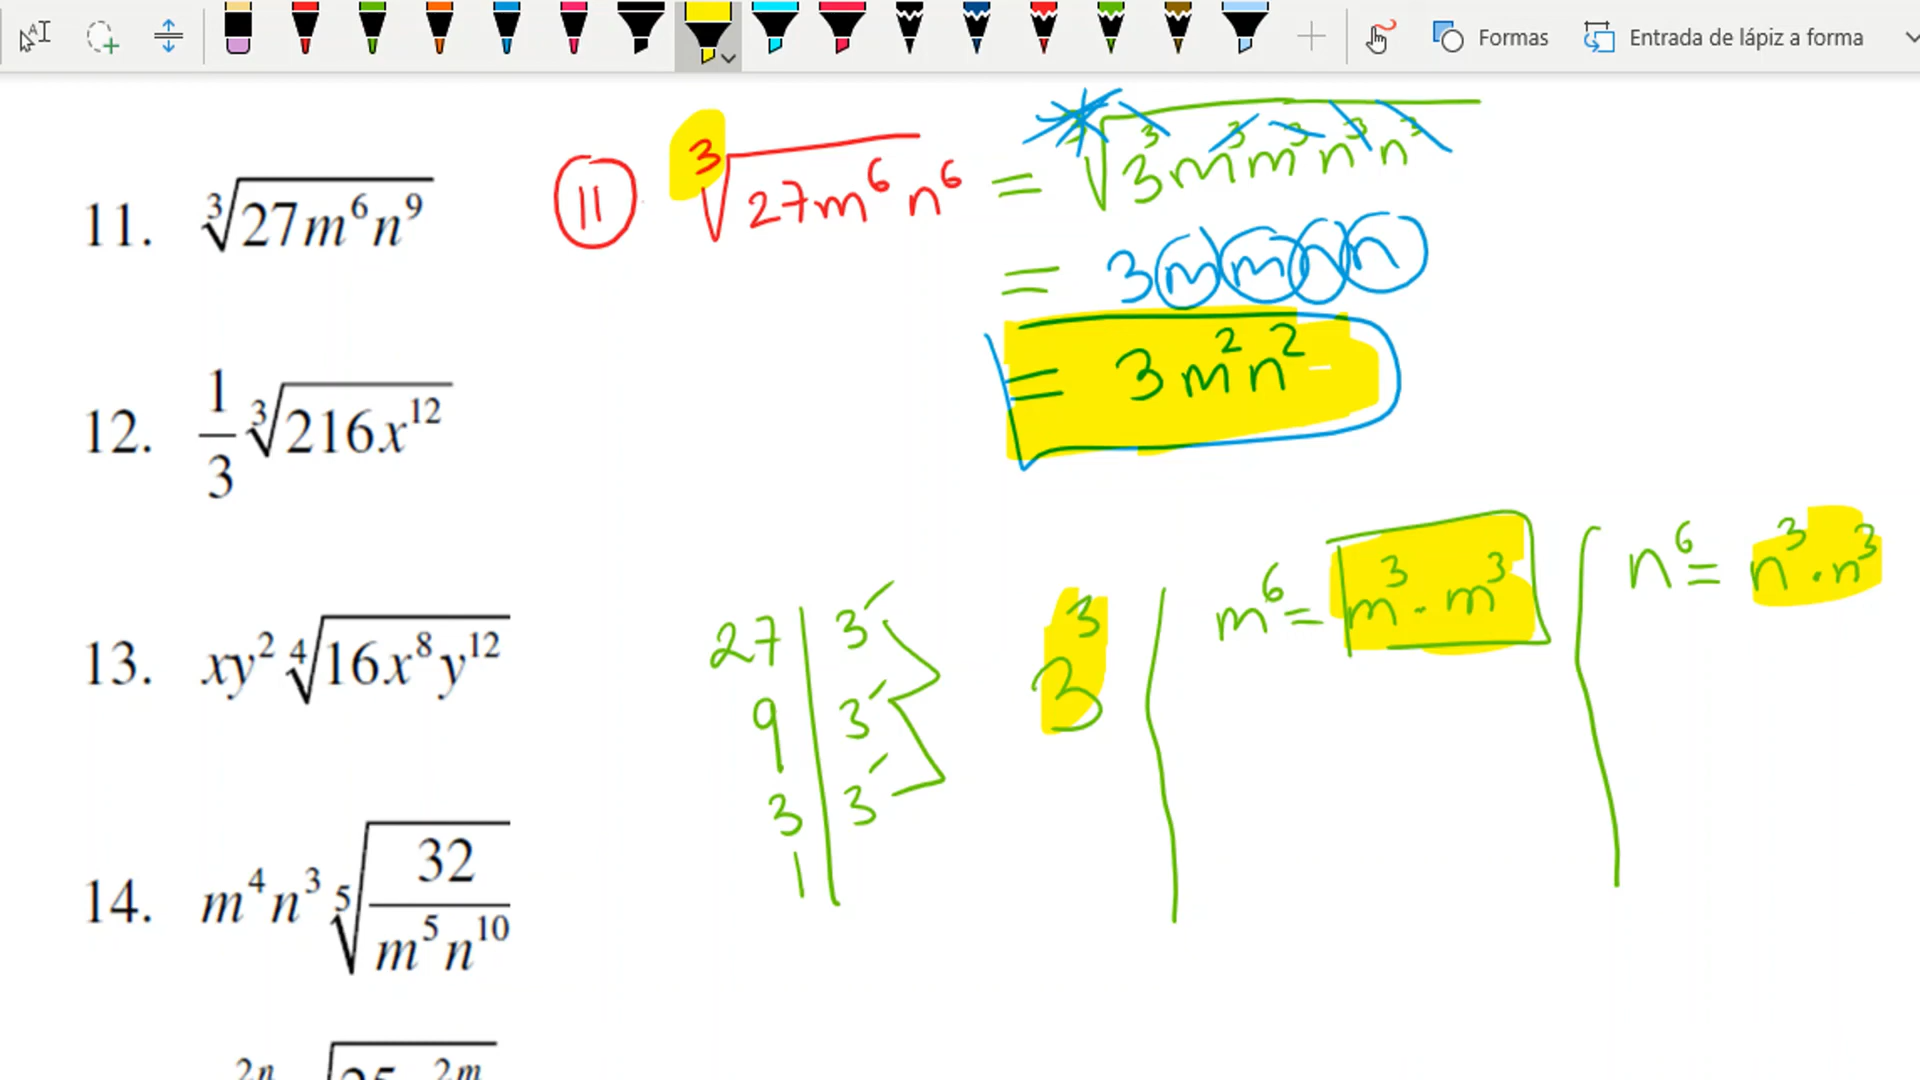 Formas
Entrada de lápiz a forma
11. ∛27m⁶n⁹
12. 1/3 ∛216x¹²
13. xy² ∜16x⁸y¹²
14. m⁴n³ ⁵√32/m⁵n¹⁰
⑪ ∛27m⁶n⁶ = ∛3³m³m³n³n³
= 3mmnn
= 3m²n²
27 | 3
9 | 3
3 | 3
1
3³
m⁶ = m³·m³
n⁶ = n³·n³